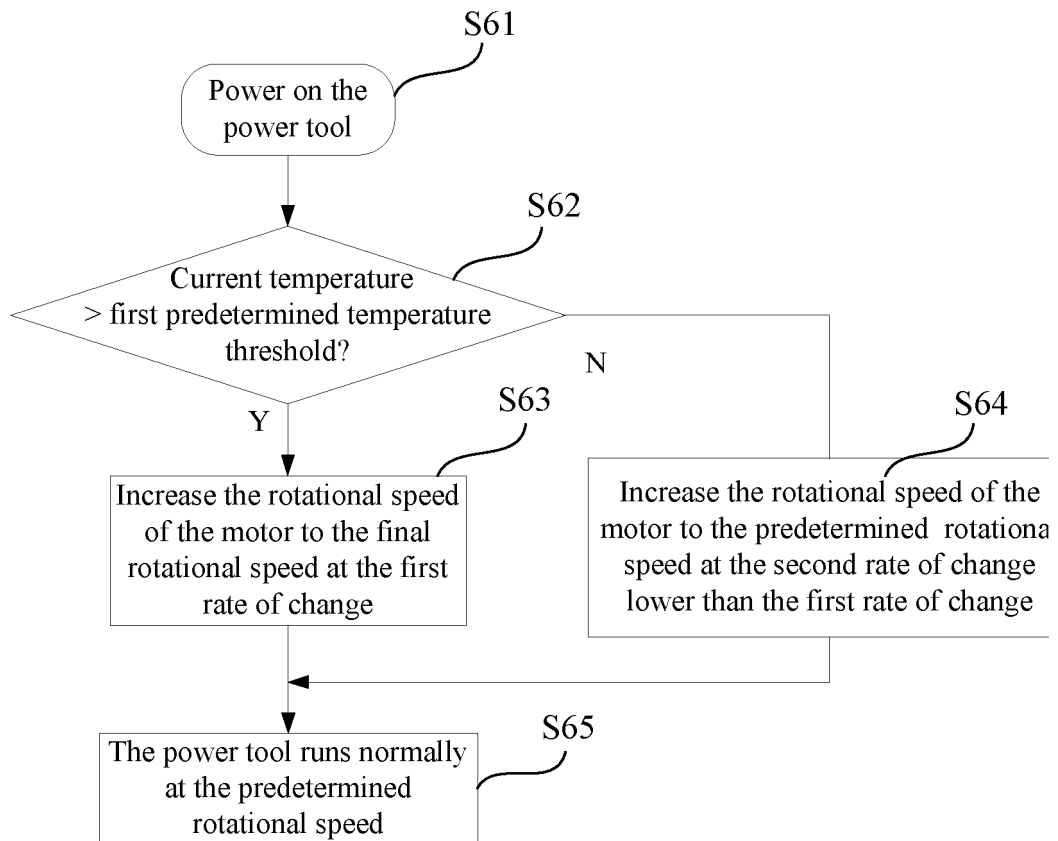 S61
Power on the
power tool
S62
Current temperature
> first predetermined temperature
threshold?
N
Y
S63
S64
Increase the rotational speed
of the motor to the final
rotational speed at the first
rate of change
Increase the rotational speed of the
motor to the predetermined rotationa
speed at the second rate of change
lower than the first rate of change
S65
The power tool runs normally
at the predetermined
rotational speed